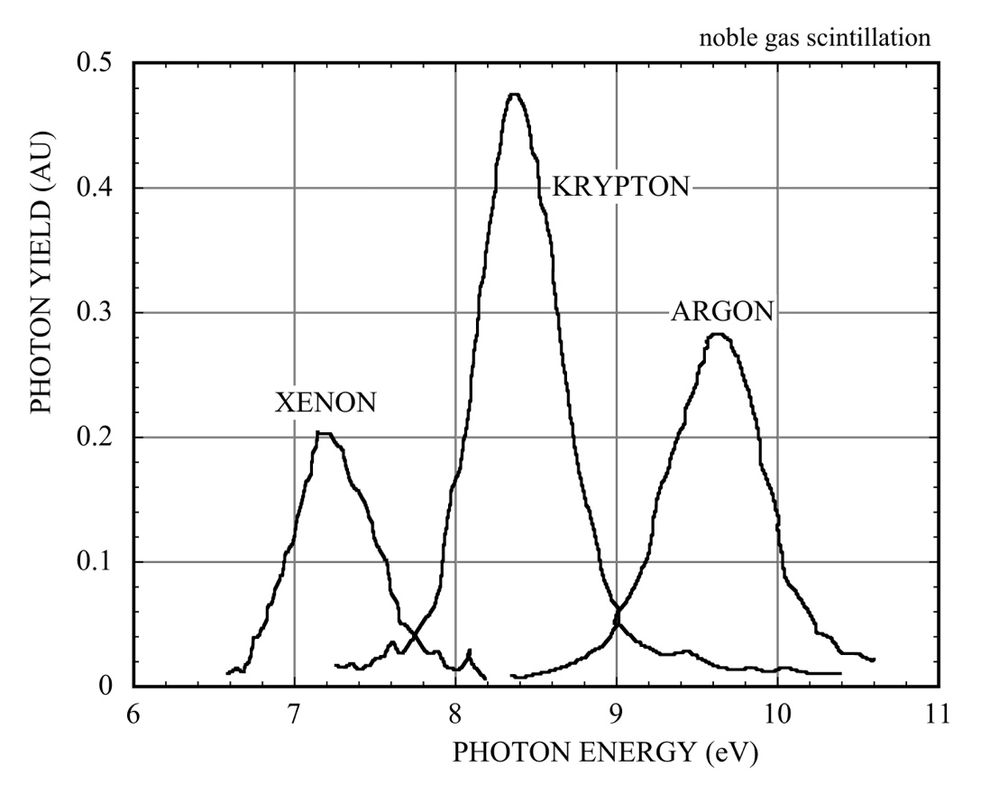 noble gas scintillation
0.5
0.4
0.3
0.2
0.1
0
PHOTON YIELD (AU)
KRYPTON
ARGON
XENON
6 7 8 9 10 11
PHOTON ENERGY (eV)